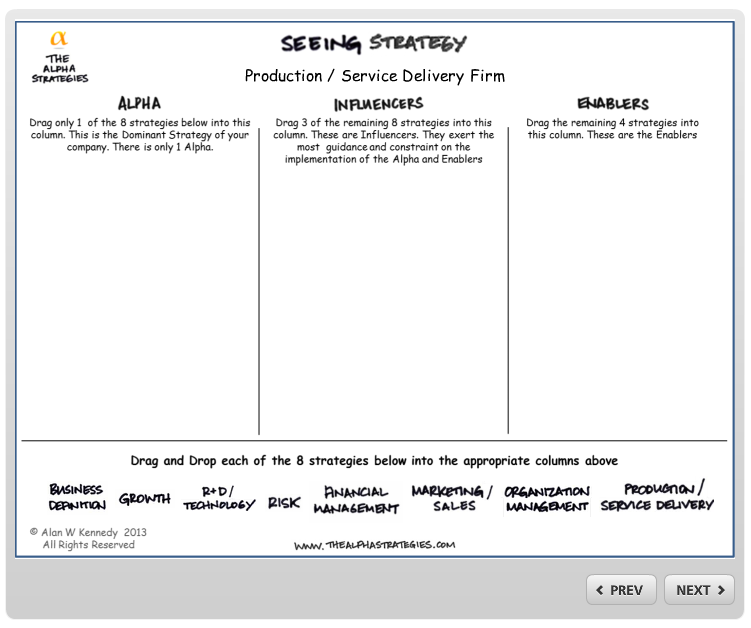 α
THE
ALPHA
STRATEGIES
SEEING STRATEGY
Production / Service Delivery Firm
ALPHA
Drag only 1 of the 8 strategies below into this
column. This is the Dominant Strategy of your
company. There is only 1 Alpha.
INFLUENCERS
Drag 3 of the remaining 8 strategies into this
column. These are Influencers. They exert the
most guidance and constraint on the
implementation of the Alpha and Enablers
ENABLERS
Drag the remaining 4 strategies into
this column. These are the Enablers
Drag and Drop each of the 8 strategies below into the appropriate columns above
BUSINESS
DEFINITION
GROWTH
R+D /
TECHNOLOGY
RISK
FINANCIAL
MANAGEMENT
MARKETING /
SALES
ORGANIZATION
MANAGEMENT
PRODUCTION /
SERVICE DELIVERY
© Alan W Kennedy 2013
All Rights Reserved
WWW.THEALPHASTRATEGIES.COM
PREV
NEXT